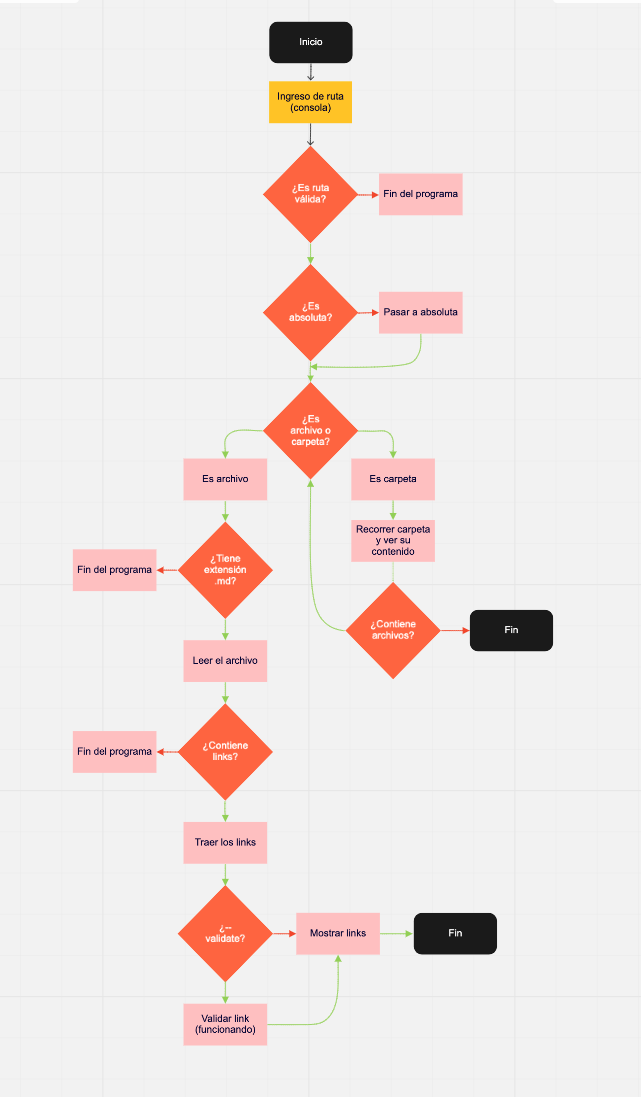 Inicio
Ingreso de ruta
(consola)
¿Es ruta
válida?
Fin del programa
¿Es
absoluta?
Pasar a absoluta
¿Es
archivo o
carpeta?
Es archivo
Es carpeta
Recorrer carpeta
y ver su
contenido
¿Tiene
extensión
.md?
Fin del programa
¿Contiene
archivos?
Fin
Leer el archivo
¿Contiene
links?
Fin del programa
Traer los links
¿--
validate?
Mostrar links
Fin
Validar link
(funcionando)